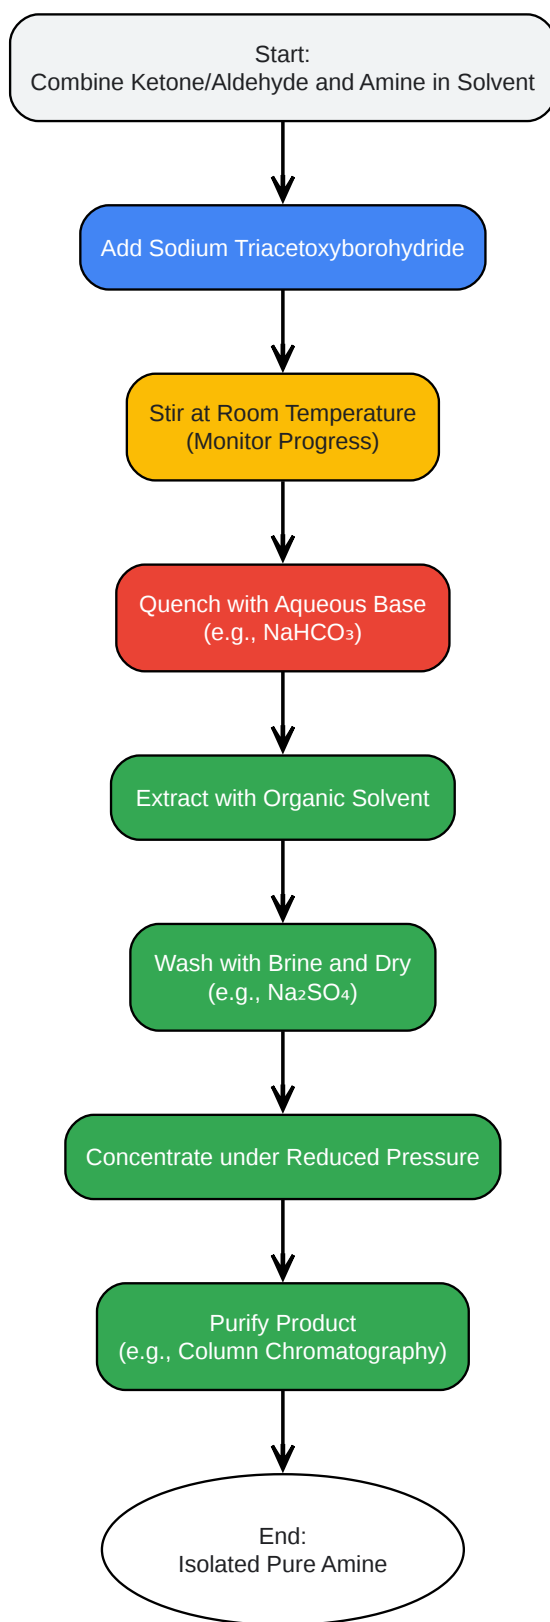 Start:
Combine Ketone/Aldehyde and Amine in Solvent
Add Sodium Triacetoxyborohydride
Stir at Room Temperature
(Monitor Progress)
Quench with Aqueous Base
(e.g., NaHCO₃)
Extract with Organic Solvent
Wash with Brine and Dry
(e.g., Na₂SO₄)
Concentrate under Reduced Pressure
Purify Product
(e.g., Column Chromatography)
End:
Isolated Pure Amine